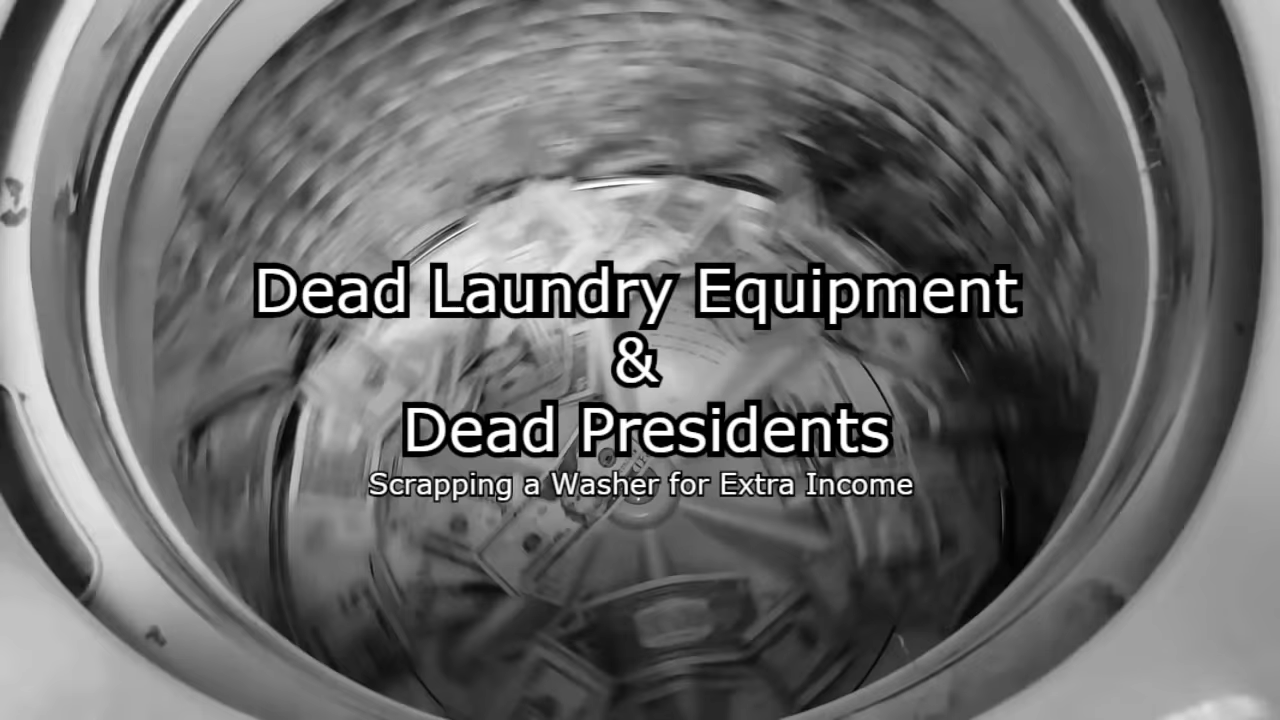 Dead Laundry Equipment
&
Dead Presidents
Scrapping a Washer for Extra Income